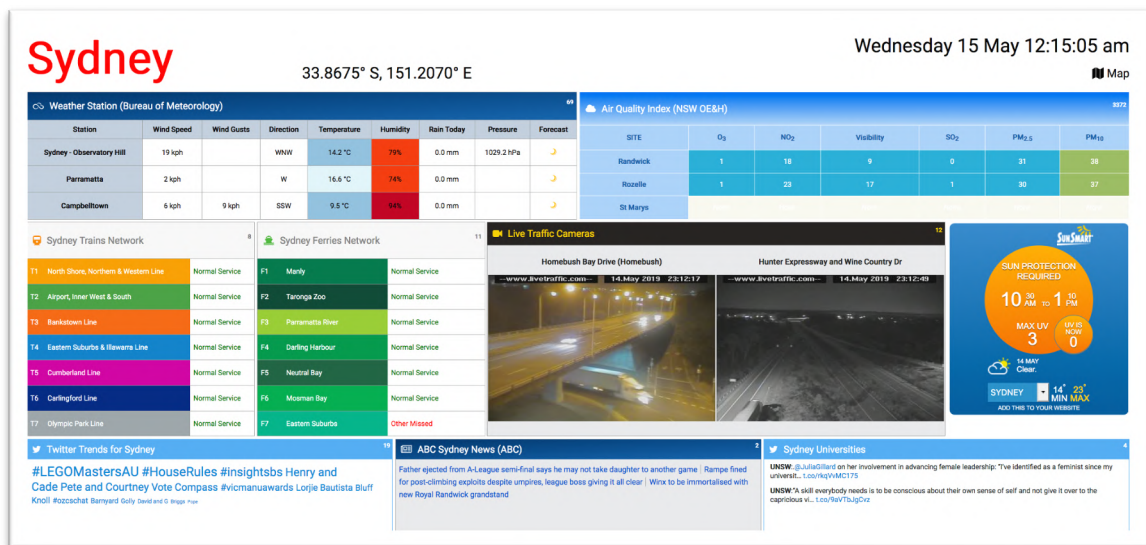 Sydney
33.8675° S, 151.2070° E
Wednesday 15 May 12:15:05 am
Map
Weather Station (Bureau of Meteorology) 69
Station Wind Speed Wind Gusts Direction Temperature Humidity Rain Today Pressure Forecast
Sydney - Observatory Hill 19 kph WNW 14.2 °C 79% 0.0 mm 1029.2 hPa
Parramatta 2 kph W 16.6 °C 74% 0.0 mm
Campbelltown 6 kph 9 kph SSW 9.5 °C 94% 0.0 mm
Air Quality Index (NSW OE&H) 3372
SITE O3 NO2 Visibility SO2 PM2.5 PM10
Randwick 1 18 9 0 31 38
Rozelle 1 23 17 1 30 37
St Marys
Sydney Trains Network 8
T1 North Shore, Northern & Western Line Normal Service
T2 Airport, Inner West & South Normal Service
T3 Bankstown Line Normal Service
T4 Eastern Suburbs & Illawarra Line Normal Service
T5 Cumberland Line Normal Service
T6 Carlingford Line Normal Service
T7 Olympic Park Line Normal Service
Sydney Ferries Network 11
F1 Manly Normal Service
F2 Taronga Zoo Normal Service
F3 Parramatta River Normal Service
F4 Darling Harbour Normal Service
F5 Neutral Bay Normal Service
F6 Mosman Bay Normal Service
F7 Eastern Suburbs Other Missed
Live Traffic Cameras 12
Homebush Bay Drive (Homebush)
--www.livetraffic.com--- 14.May 2019 23:12:17
Hunter Expressway and Wine Country Dr
--www.livetraffic.com--- 14.May 2019 23:12:49
SunSmart
SUN PROTECTION
REQUIRED
10 30 AM TO 1 10 PM
MAX UV
3
UV IS
NOW
0
14 MAY
Clear.
SYDNEY 14° MIN 23° MAX
ADD THIS TO YOUR WEBSITE
Twitter Trends for Sydney 19
#LEGOMastersAU #HouseRules #insightsbs Henry and
Cade Pete and Courtney Vote Compass #vicmanuawards Lorjie Bautista Bluff
Knoll #ozcschat Barnyard Golly David and G Briggs
ABC Sydney News (ABC) 2
Father ejected from A-League semi-final says he may not take daughter to another game | Rampe fined
for post-climbing exploits despite umpires, league boss giving it all clear | Winx to be immortalised with
new Royal Randwick grandstand
Sydney Universities 4
UNSW:.@JuliaGillard on her involvement in advancing female leadership: "I've identified as a feminist since my
universit... t.co/rkqVvMC175
UNSW:"A skill everybody needs is to be conscious about their own sense of self and not give it over to the
capricious vi... t.co/9aVTbJgCvz